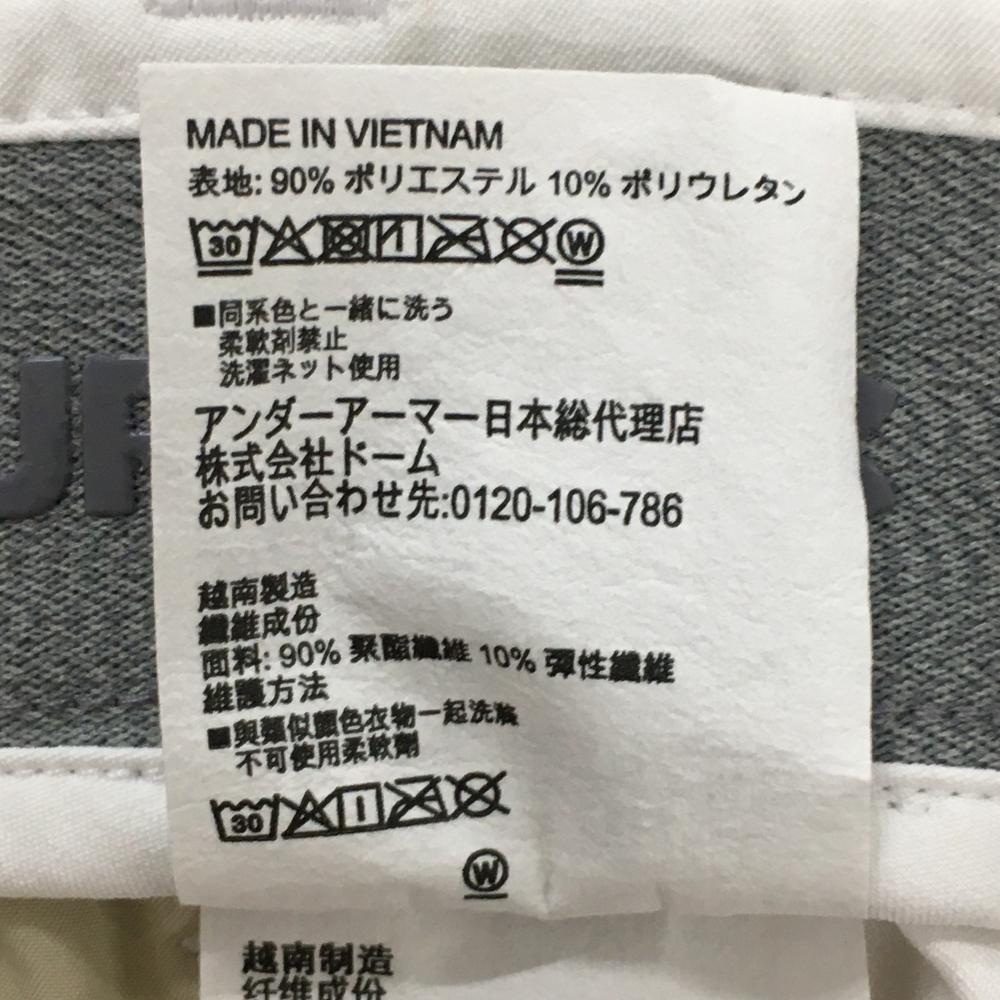 MADE IN VIETNAM
表地: 90% ポリエステル 10% ポリウレタン
30 W
■同系色と一緒に洗う
柔軟剤禁止
洗濯ネット使用
アンダーアーマー日本総代理店
株式会社ドーム
お問い合わせ先:0120-106-786
越南製造
纖維成份
面料: 90% 聚酯纖維 10% 彈性纖維
維護方法
■與類似顏色衣物一起洗滌
不可使用柔軟劑
30
W
越南制造
纤维成份